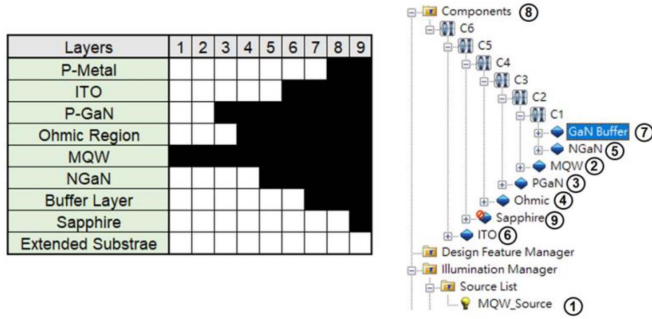 Layers 1 2 3 4 5 6 7 8 9
P-Metal
ITO
P-GaN
Ohmic Region
MQW
NGaN
Buffer Layer
Sapphire
Extended Substrae
Components ⑧
C6
C5
C4
C3
C2
C1
GaN Buffer ⑦
NGaN ⑤
MQW ②
PGaN ③
Ohmic ④
Sapphire ⑨
ITO ⑥
Design Feature Manager
Illumination Manager
Source List
MQW_Source ①